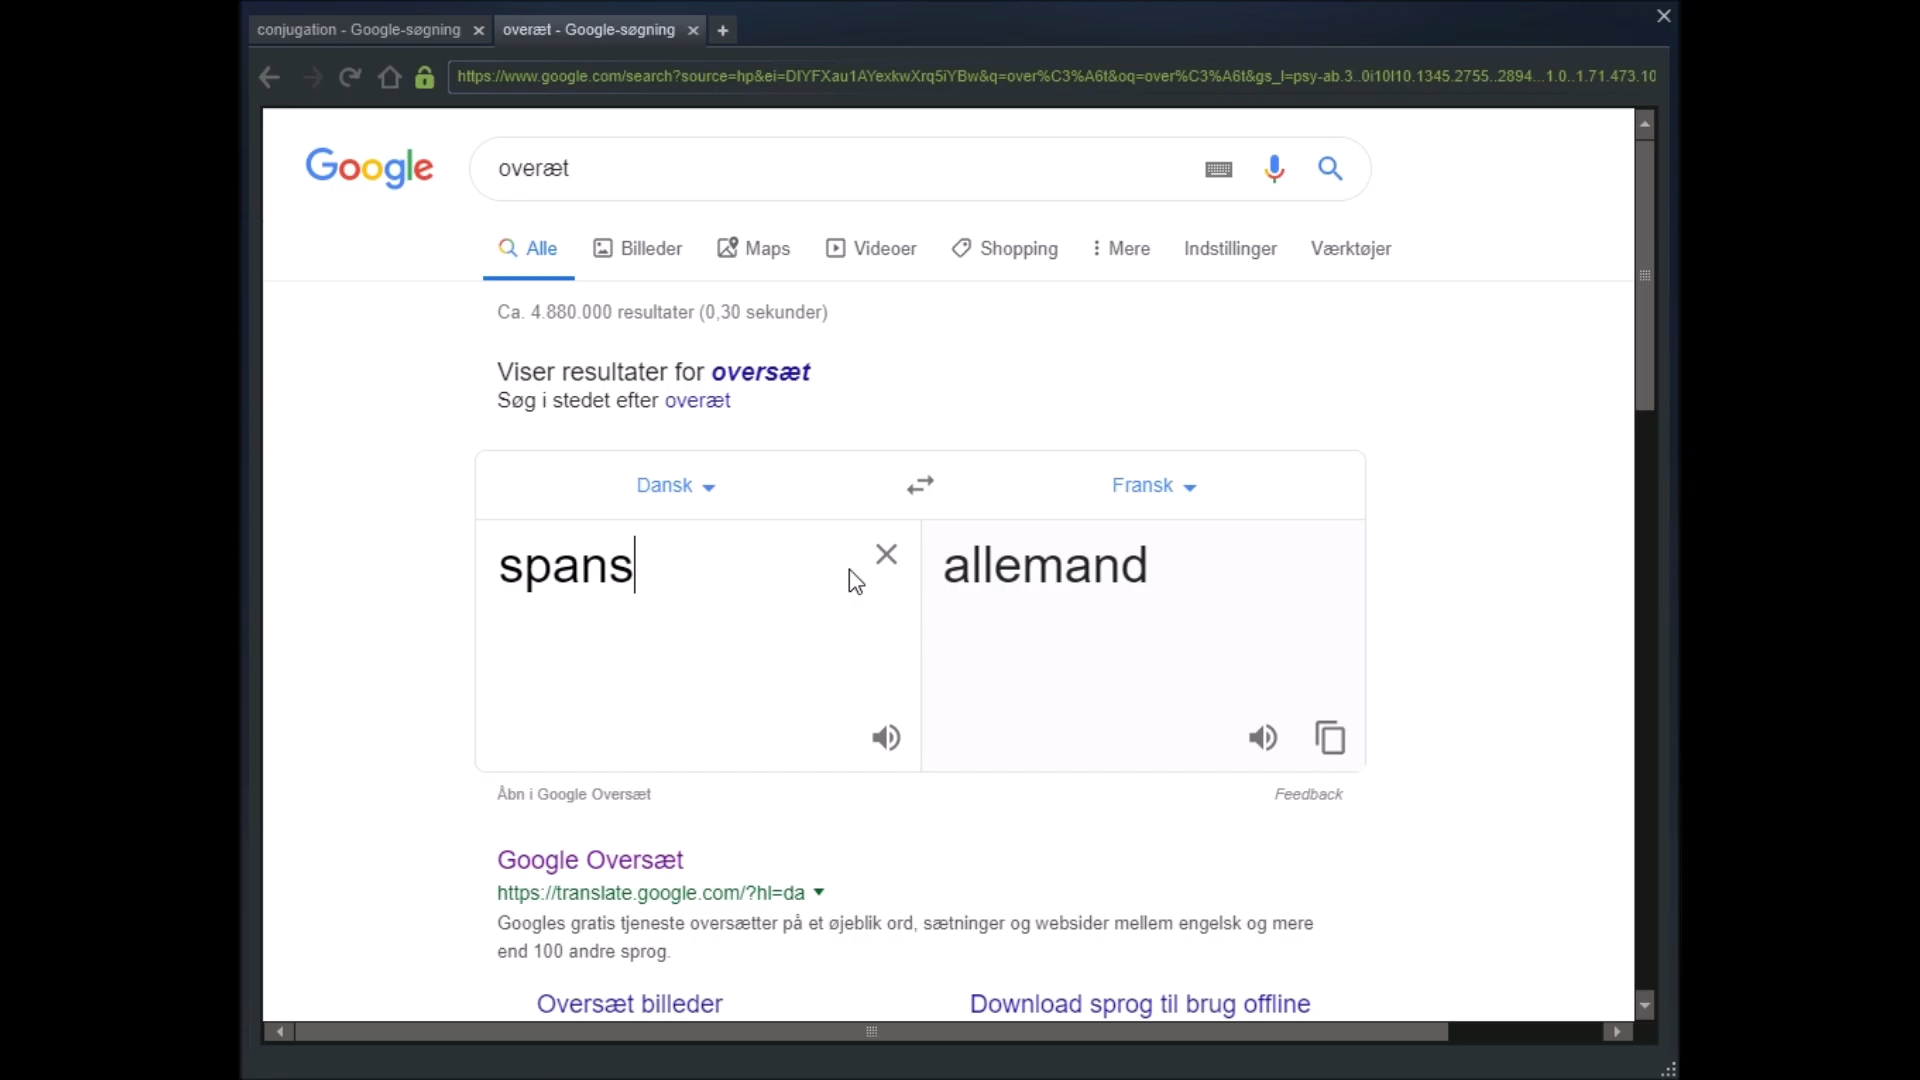 conjugation - Google-søgning
overæt - Google-søgning
https://www.google.com/search?source=hp&ei=DIYFXau1AYexkwXrq5iYBw&q=over%C3%A6t&oq=over%C3%A6t&gs_l=psy-ab.3..0i10l10.1345.2755..2894...1.0..1.71.473.10
Google
overæt
Alle Billeder Maps Videoer Shopping Mere Indstillinger Værktøjer
Ca. 4.880.000 resultater (0,30 sekunder)
Viser resultater for oversæt
Søg i stedet efter overæt
Dansk Fransk
spans allemand
Åbn i Google Oversæt Feedback
Google Oversæt
https://translate.google.com/?hl=da
Googles gratis tjeneste oversætter på et øjeblik ord, sætninger og websider mellem engelsk og mere
end 100 andre sprog.
Oversæt billeder Download sprog til brug offline